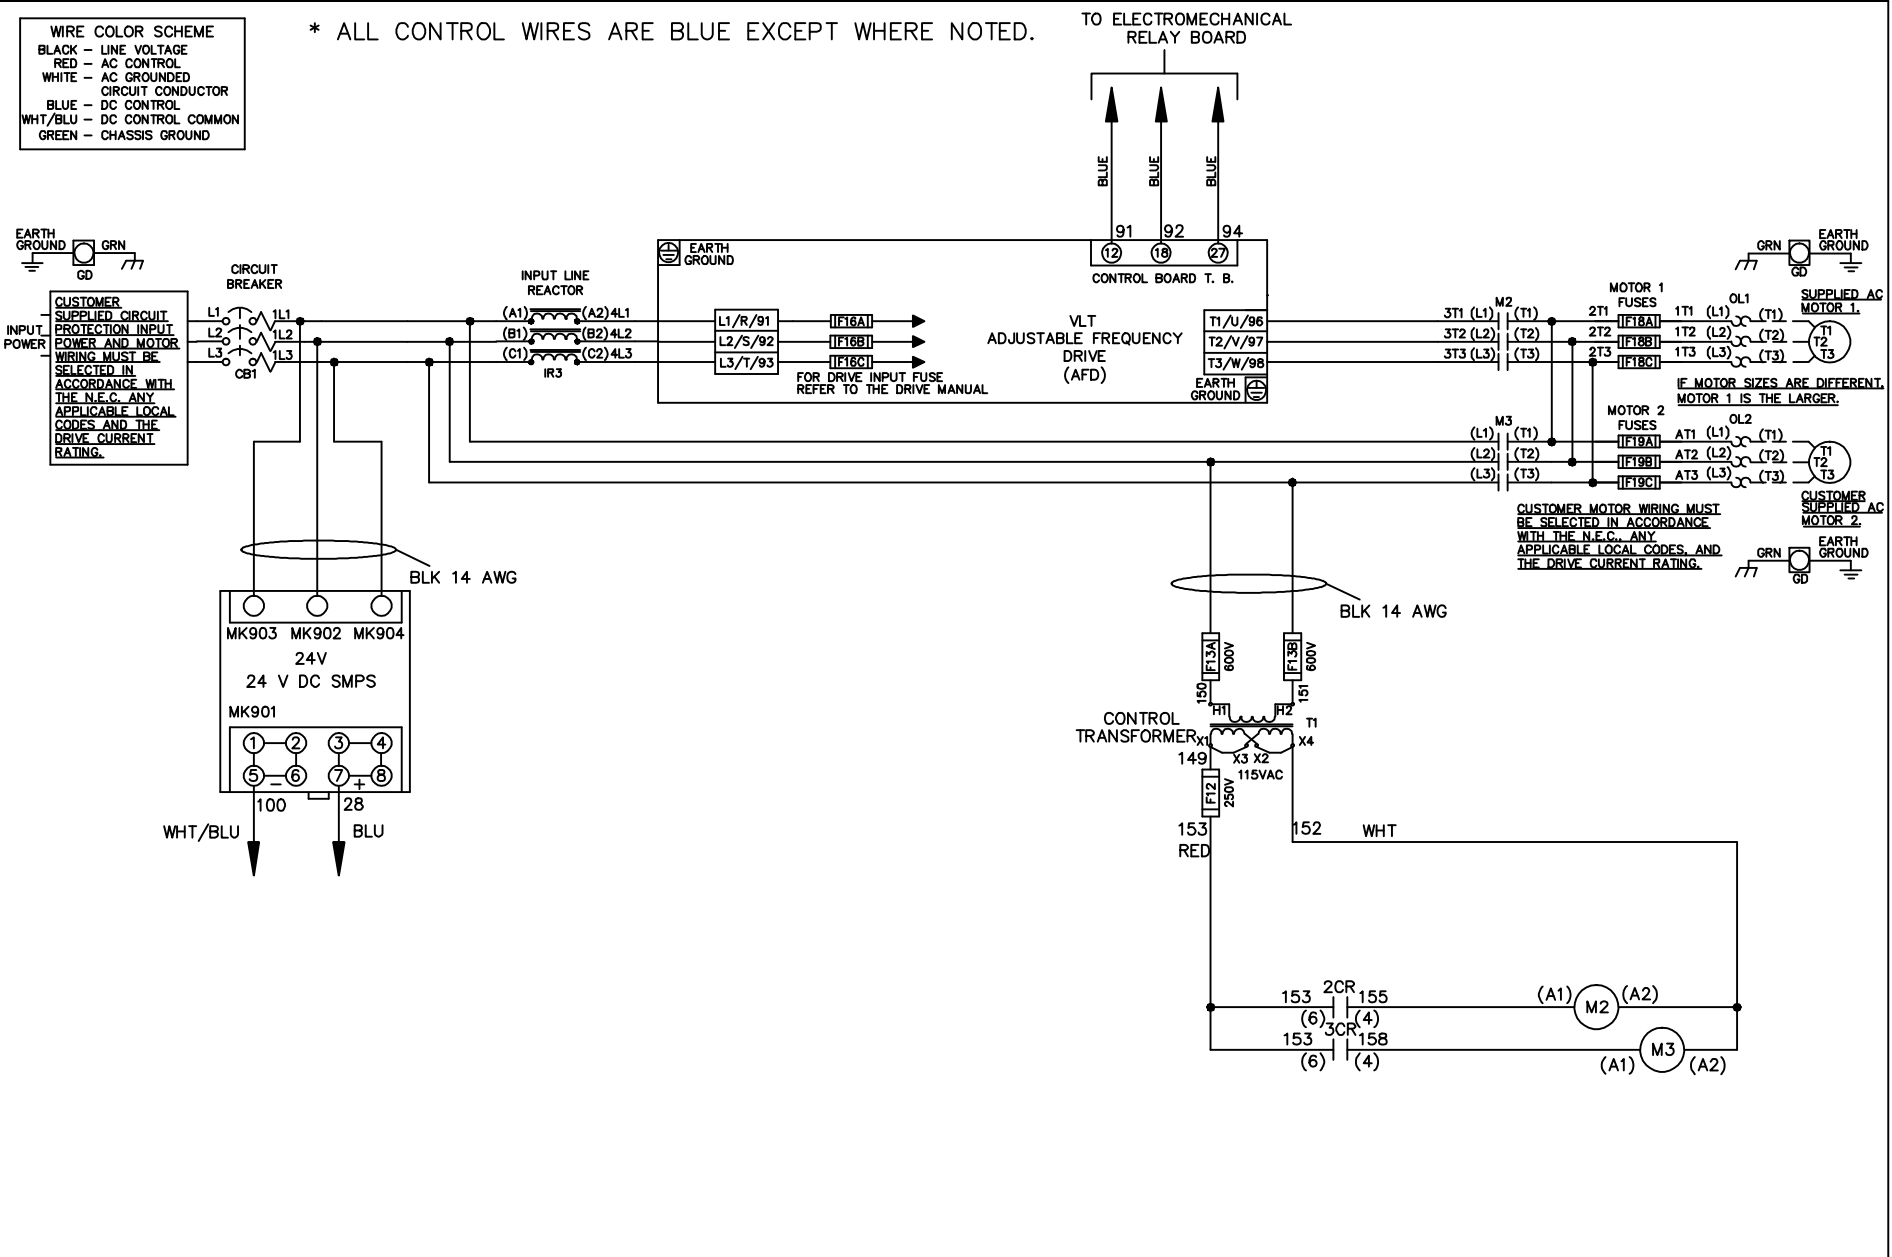 WIRE COLOR SCHEME
BLACK – LINE VOLTAGE
RED – AC CONTROL
WHITE – AC GROUNDED
CIRCUIT CONDUCTOR
BLUE – DC CONTROL
WHT/BLU – DC CONTROL COMMON
GREEN – CHASSIS GROUND
* ALL CONTROL WIRES ARE BLUE EXCEPT WHERE NOTED.
TO ELECTROMECHANICAL
RELAY BOARD
BLUE BLUE BLUE
91 92 94
12 18 27
CONTROL BOARD T. B.
EARTH
GROUND GRN
GD
INPUT
POWER
CUSTOMER
SUPPLIED CIRCUIT
PROTECTION INPUT
POWER AND MOTOR
WIRING MUST BE
SELECTED IN
ACCORDANCE WITH
THE N.E.C. ANY
APPLICABLE LOCAL
CODES AND THE
DRIVE CURRENT
RATING.
CIRCUIT
BREAKER
L1 1L1
L2 1L2
L3 1L3
CB1
INPUT LINE
REACTOR
(A1) (A2) 4L1
(B1) (B2) 4L2
(C1) (C2) 4L3
IR3
EARTH
GROUND
L1/R/91 F16A
L2/S/92 F16B
L3/T/93 F16C
FOR DRIVE INPUT FUSE
REFER TO THE DRIVE MANUAL
VLT
ADJUSTABLE FREQUENCY
DRIVE
(AFD)
T1/U/96
T2/V/97
T3/W/98
EARTH
GROUND
M2
3T1 (L1) (T1)
3T2 (L2) (T2)
3T3 (L3) (T3)
MOTOR 1
FUSES
2T1 F18A 1T1 (L1) (T1)
2T2 F18B 1T2 (L2) (T2)
2T3 F18C 1T3 (L3) (T3)
OL1
GRN EARTH
GROUND
GD
SUPPLIED AC
MOTOR 1.
T1
T2
T3
IF MOTOR SIZES ARE DIFFERENT,
MOTOR 1 IS THE LARGER.
M3
(L1) (T1)
(L2) (T2)
(L3) (T3)
MOTOR 2
FUSES
F19A AT1 (L1) (T1)
F19B AT2 (L2) (T2)
F19C AT3 (L3) (T3)
OL2
T1
T2
T3
CUSTOMER
SUPPLIED AC
MOTOR 2.
CUSTOMER MOTOR WIRING MUST
BE SELECTED IN ACCORDANCE
WITH THE N.E.C., ANY
APPLICABLE LOCAL CODES, AND
THE DRIVE CURRENT RATING.
GRN EARTH
GROUND
GD
BLK 14 AWG
MK903 MK902 MK904
24V
24 V DC SMPS
MK901
1 2 3 4
5 – 6 7 + 8
100 28
WHT/BLU BLU
BLK 14 AWG
F13A 600V F13B 600V
150 151
H1 H2
T1
CONTROL
TRANSFORMER
X1 X3 X2 X4
149
115VAC
F12 250V
153 152 WHT
RED
153 2CR 155 (A1) M2 (A2)
(6) (4)
153 3CR 158 M3
(6) (4) (A1) (A2)